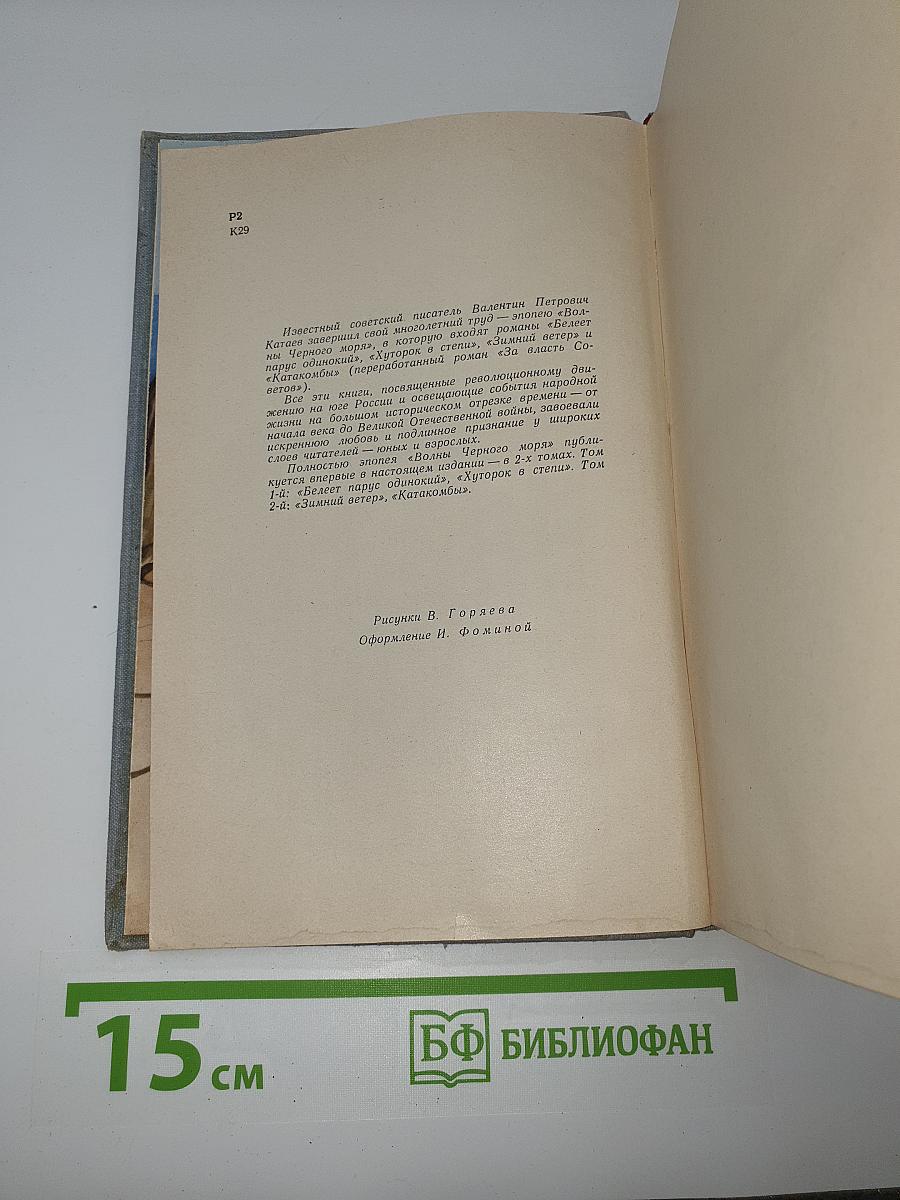 Р2
К29
Известный советский писатель Валентин Петрович
Катаев завершил свой многолетний труд — эпопею «Вол-
ны Черного моря», в которую входят романы «Белеет
парус одинокий», «Хуторок в степи», «Зимний ветер» и
«Катакомбы» (переработанный роман «За власть Со-
ветов»).
Все эти книги, посвященные революционному дви-
жению на юге России и освещающие события народной
жизни на большом историческом отрезке времени — от
начала века до Великой Отечественной войны, завоевали
искреннюю любовь и подлинное признание у широких
слоев читателей — юных и взрослых.
Полностью эпопея «Волны Черного моря» публи-
куется впервые в настоящем издании — в 2-х томах. Том
1-й: «Белеет парус одинокий», «Хуторок в степи». Том
2-й: «Зимний ветер», «Катакомбы».
Рисунки В. Горяева
Оформление И. Фоминой
15 см
БФ БИБЛИОФАН